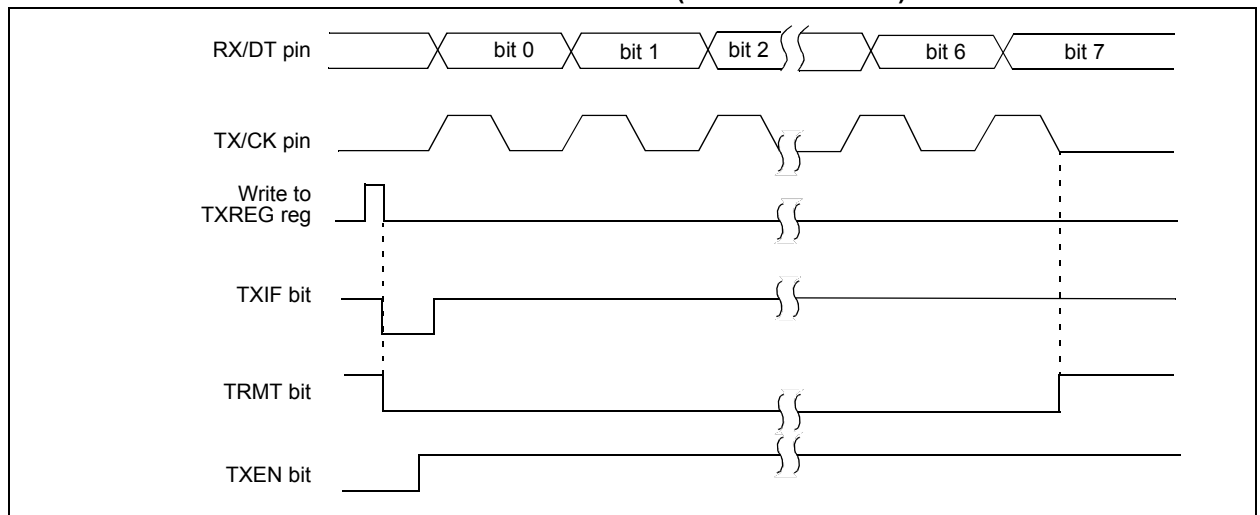 RX/DT pin
bit 0
bit 1
bit 2
bit 6
bit 7
TX/CK pin
Write to
TXREG reg
TXIF bit
TRMT bit
TXEN bit